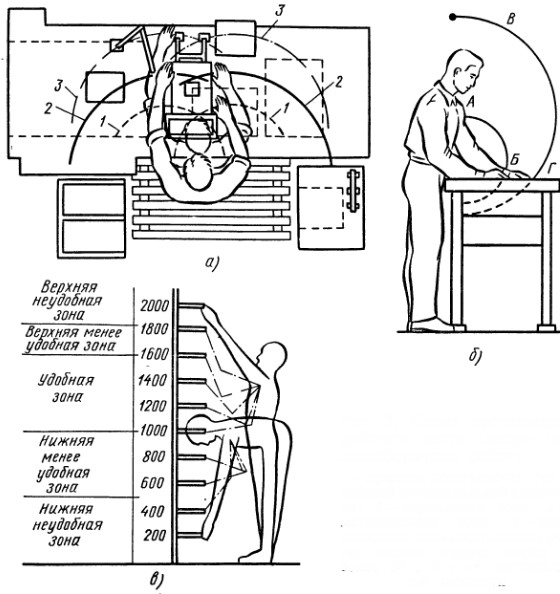 3
3
2
1
1
2
а)
В
А
Б
Г
б)
Верхняя
неудобная
зона
2000
Верхняя менее
удобная зона
1800
1600
Удобная
зона
1400
1200
1000
Нижняя
менее
удобная
зона
800
600
Нижняя
неудобная
зона
400
200
в)